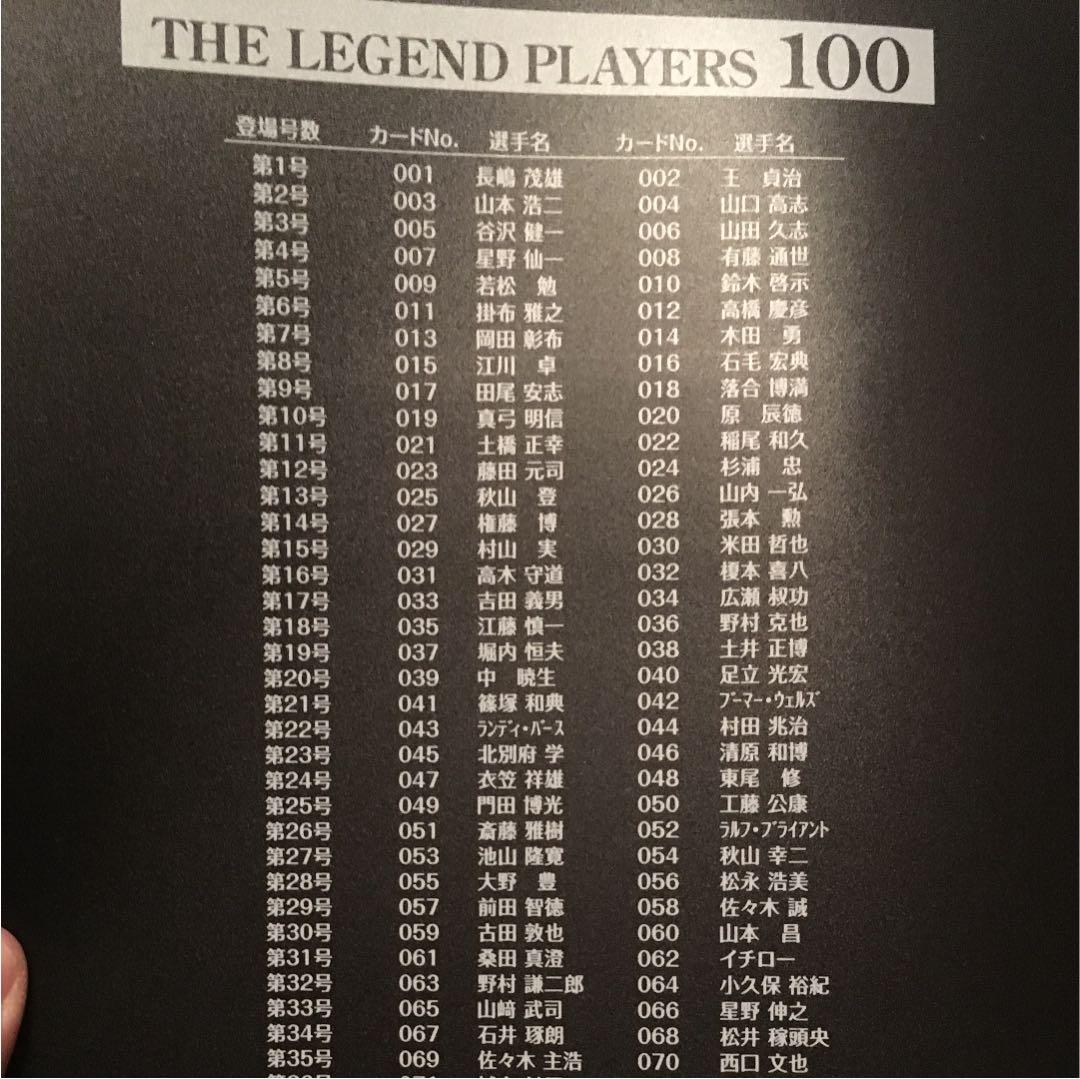 THE LEGEND PLAYERS 100
登場号数 カードNo. 選手名 カードNo. 選手名
第1号 001 長嶋 茂雄 002 王 貞治
第2号 003 山本 浩二 004 山口 高志
第3号 005 谷沢 健一 006 山田 久志
第4号 007 星野 仙一 008 有藤 通世
第5号 009 若松 勉 010 鈴木 啓示
第6号 011 掛布 雅之 012 高橋 慶彦
第7号 013 岡田 彰布 014 木田 勇
第8号 015 江川 卓 016 石毛 宏典
第9号 017 田尾 安志 018 落合 博満
第10号 019 真弓 明信 020 原 辰徳
第11号 021 土橋 正幸 022 稲尾 和久
第12号 023 藤田 元司 024 杉浦 忠
第13号 025 秋山 登 026 山内 一弘
第14号 027 権藤 博 028 張本 勲
第15号 029 村山 実 030 米田 哲也
第16号 031 高木 守道 032 榎本 喜八
第17号 033 吉田 義男 034 広瀬 叔功
第18号 035 江藤 慎一 036 野村 克也
第19号 037 堀内 恒夫 038 土井 正博
第20号 039 中 暁生 040 足立 光宏
第21号 041 篠塚 和典 042 ブーマー・ウェルズ
第22号 043 ランディ・バース 044 村田 兆治
第23号 045 北別府 学 046 清原 和博
第24号 047 衣笠 祥雄 048 東尾 修
第25号 049 門田 博光 050 工藤 公康
第26号 051 斎藤 雅樹 052 ラルフ・ブライアント
第27号 053 池山 隆寛 054 秋山 幸二
第28号 055 大野 豊 056 松永 浩美
第29号 057 前田 智徳 058 佐々木 誠
第30号 059 古田 敦也 060 山本 昌
第31号 061 桑田 真澄 062 イチロー
第32号 063 野村 謙二郎 064 小久保 裕紀
第33号 065 山﨑 武司 066 星野 伸之
第34号 067 石井 琢朗 068 松井 稼頭央
第35号 069 佐々木 主浩 070 西口 文也